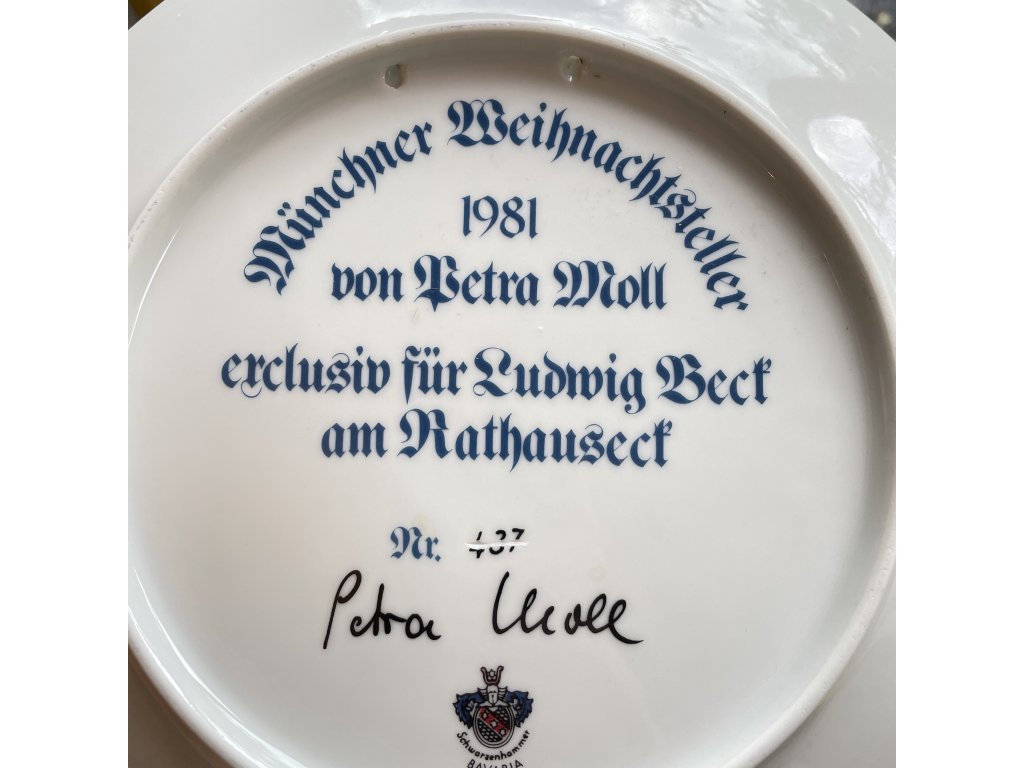 Münchner Weihnachtsteller
1981
von Petra Moll
exclusiv für Ludwig Beck
am Rathauseck
Nr. 437
Petra Moll
Schwarzenhammer
BAVARIA